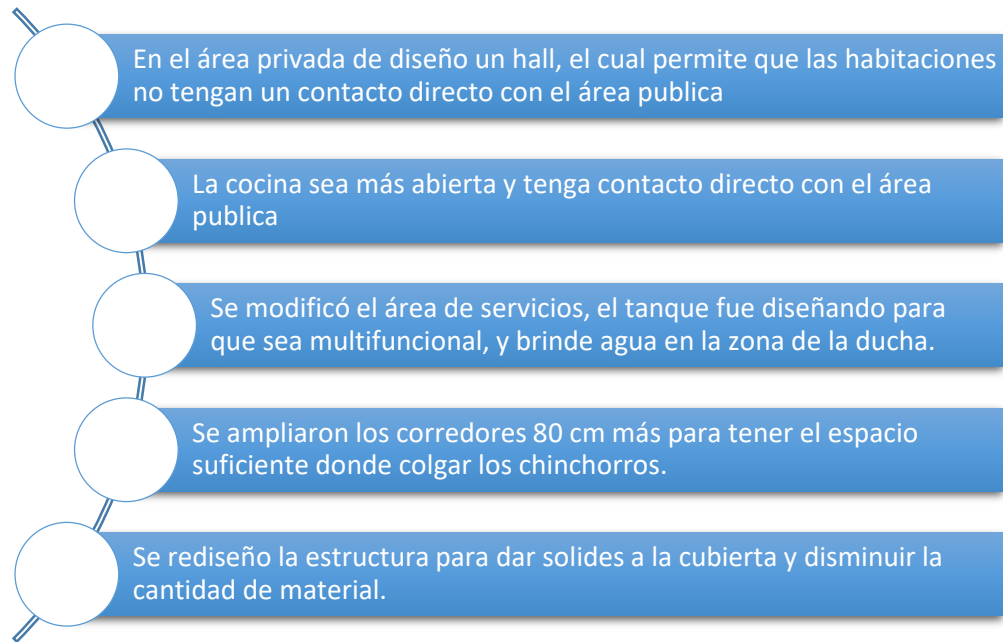 En el área privada de diseño un hall, el cual permite que las habitaciones
no tengan un contacto directo con el área publica
La cocina sea más abierta y tenga contacto directo con el área
publica
Se modificó el área de servicios, el tanque fue diseñando para
que sea multifuncional, y brinde agua en la zona de la ducha.
Se ampliaron los corredores 80 cm más para tener el espacio
suficiente donde colgar los chinchorros.
Se rediseño la estructura para dar solides a la cubierta y disminuir la
cantidad de material.